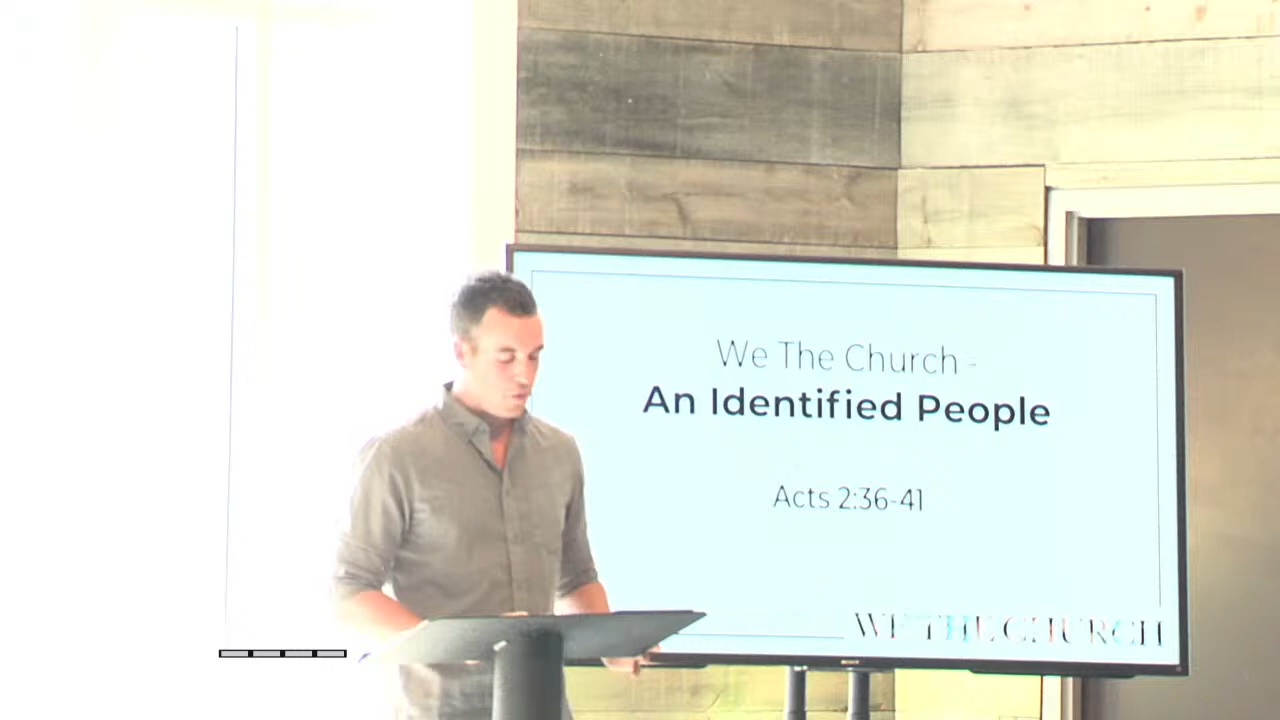 We The Church -
An Identified People
Acts 2:36-41
WE THE CHURCH